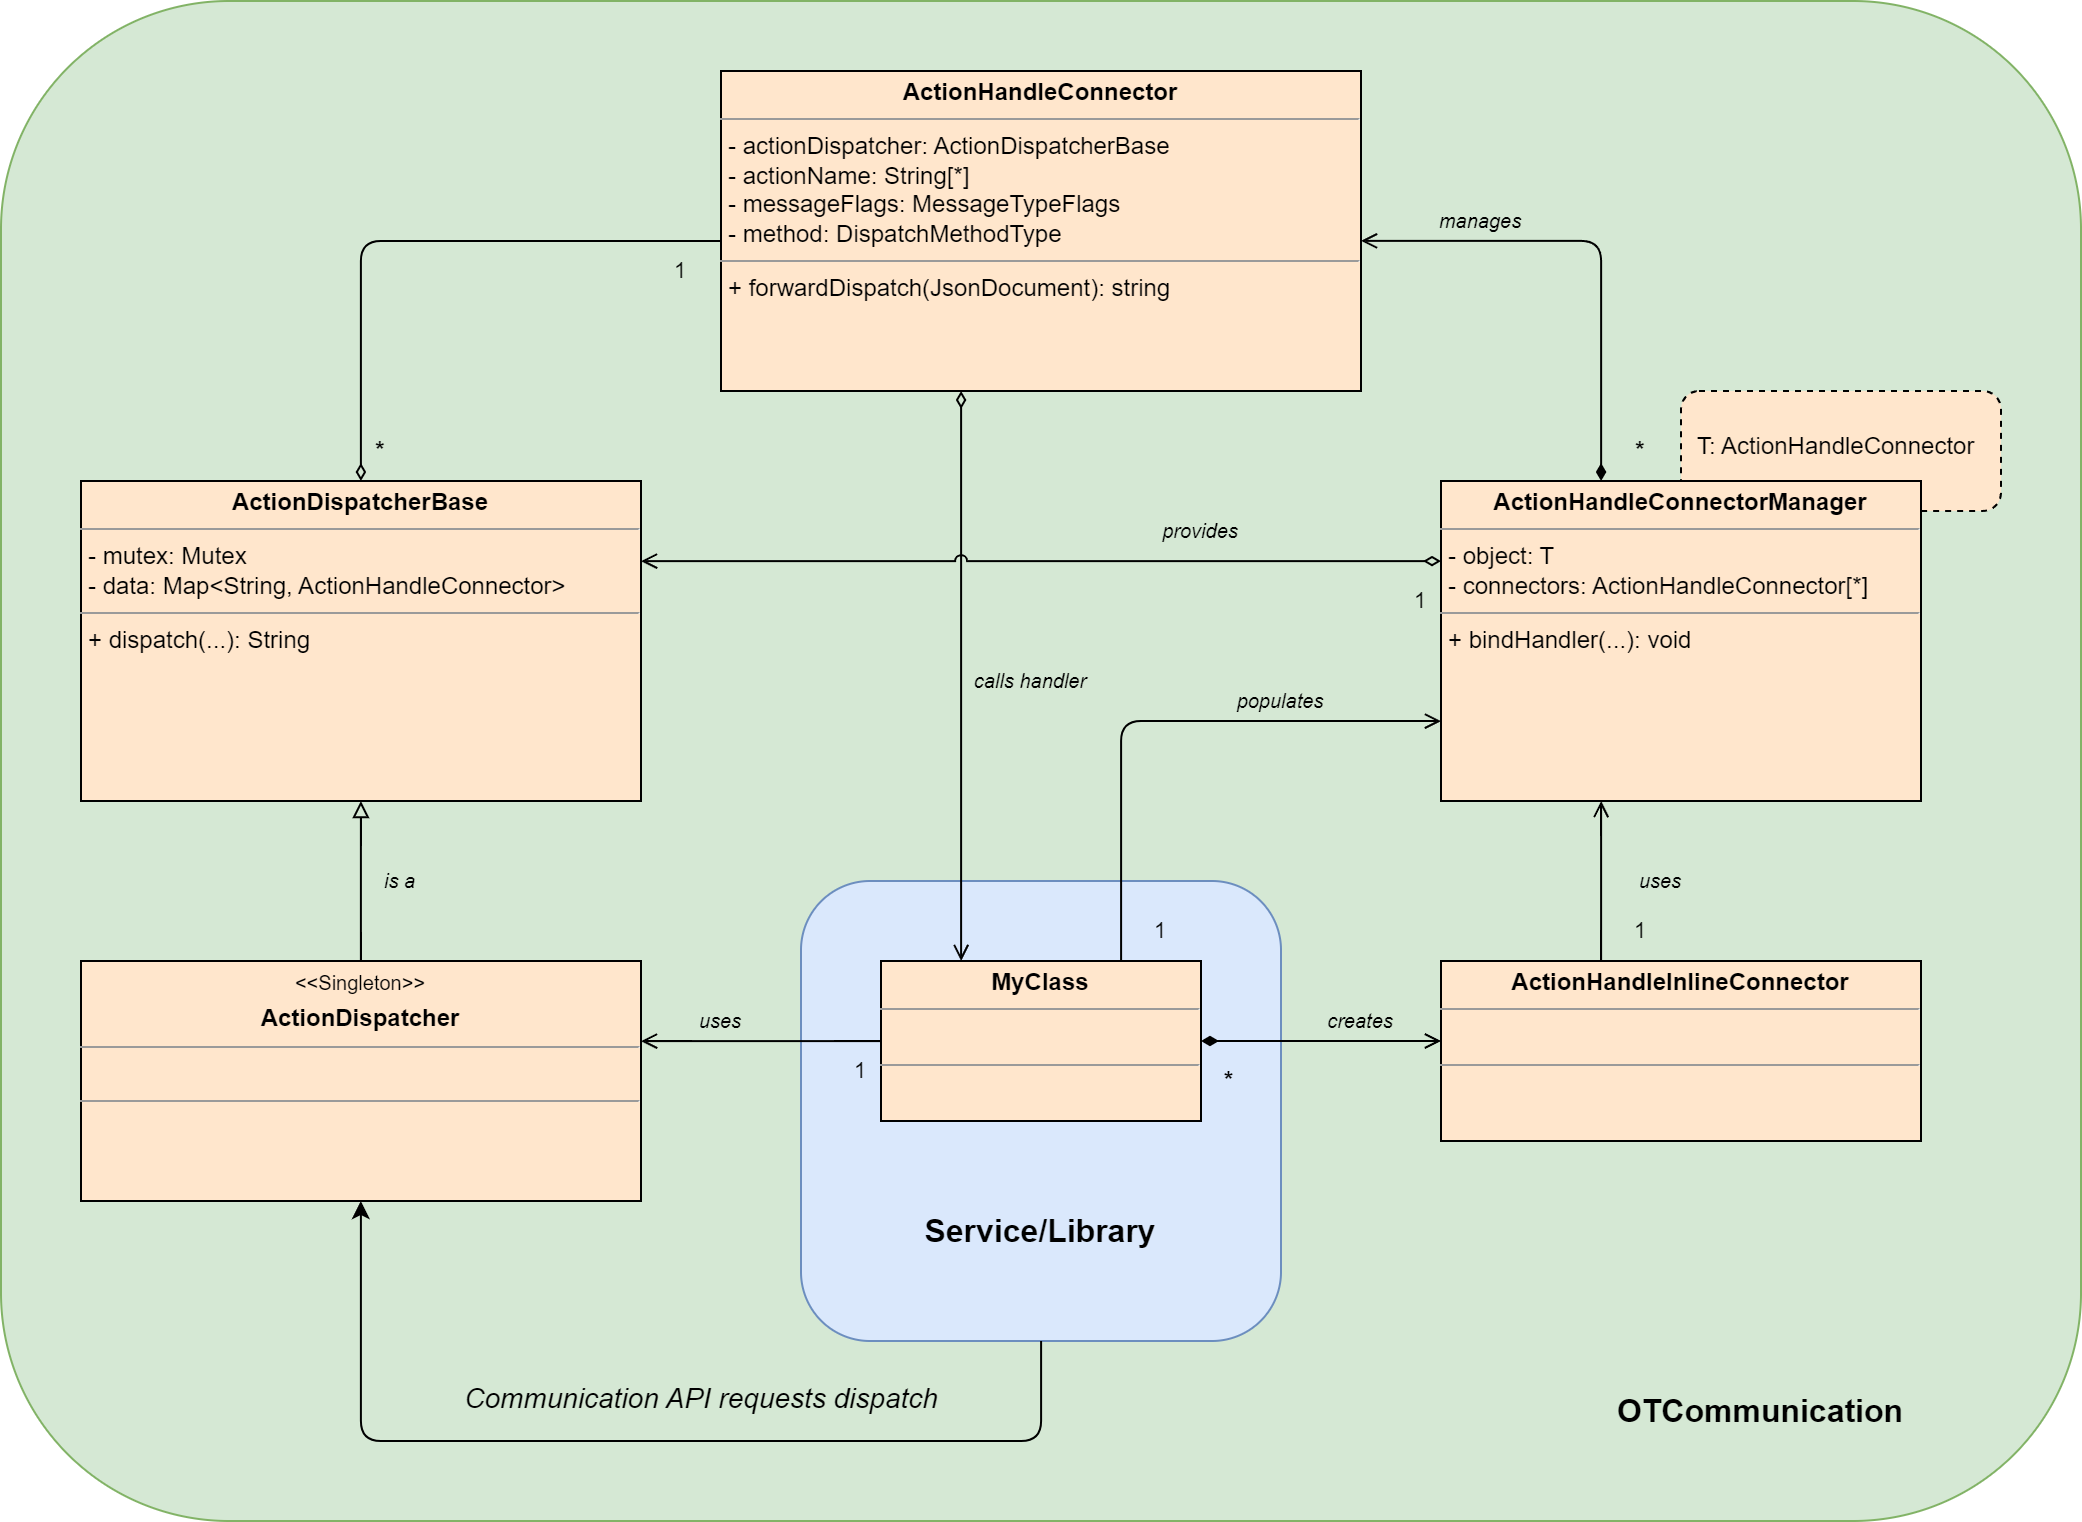 ActionHandleConnector
- actionDispatcher: ActionDispatcherBase
- actionName: String[*]
- messageFlags: MessageTypeFlags
- method: DispatchMethodType
+ forwardDispatch(JsonDocument): string
manages
1
*
*
T: ActionHandleConnector
ActionDispatcherBase
- mutex: Mutex
- data: Map<String, ActionHandleConnector>
+ dispatch(...): String
provides
1
ActionHandleConnectorManager
- object: T
- connectors: ActionHandleConnector[*]
+ bindHandler(...): void
calls handler
populates
is a
uses
1
1
<<Singleton>>
ActionDispatcher
uses
1
MyClass
creates
*
ActionHandleInlineConnector
Service/Library
Communication API requests dispatch
OTCommunication